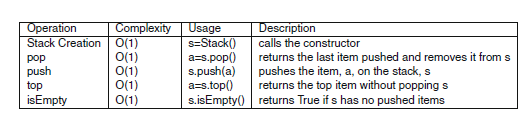 Operation Complexity Usage Description
Stack Creation O(1) s=Stack() calls the constructor
pop O(1) a=s.pop() returns the last item pushed and removes it from s
push O(1) s.push(a) pushes the item, a, on the stack, s
top O(1) a=s.top() returns the top item without popping s
isEmpty O(1) s.isEmpty() returns True if s has no pushed items